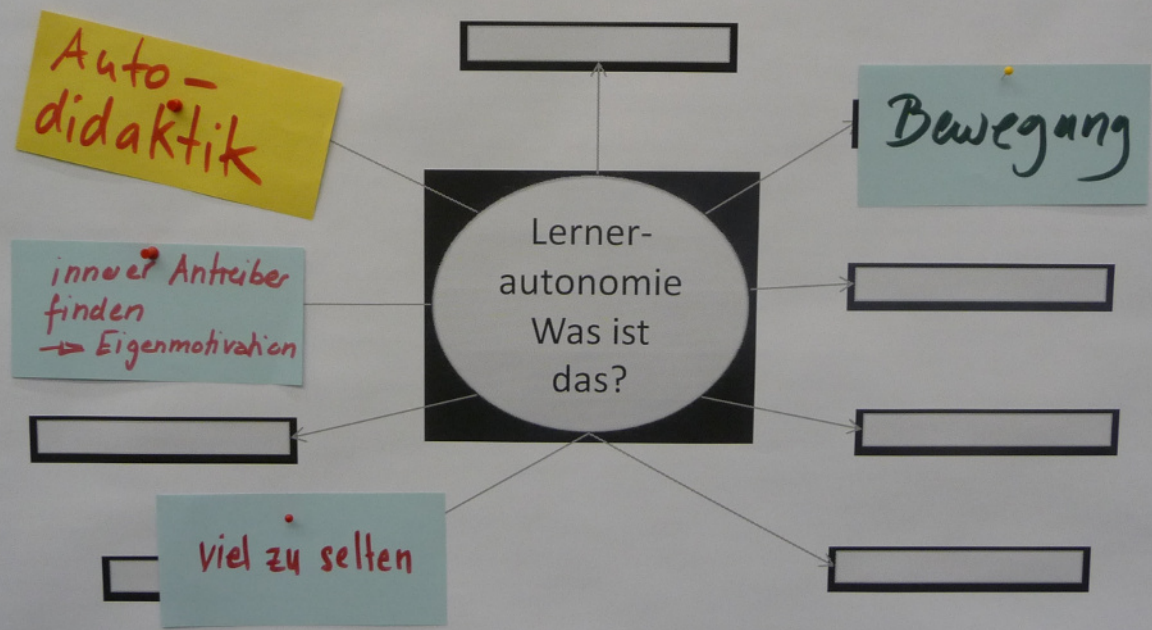 Auto-
didaktik
Bewegung
Lerner-
autonomie
Was ist
das?
innerer Antreiber
finden
→ Eigenmotivation
viel zu selten